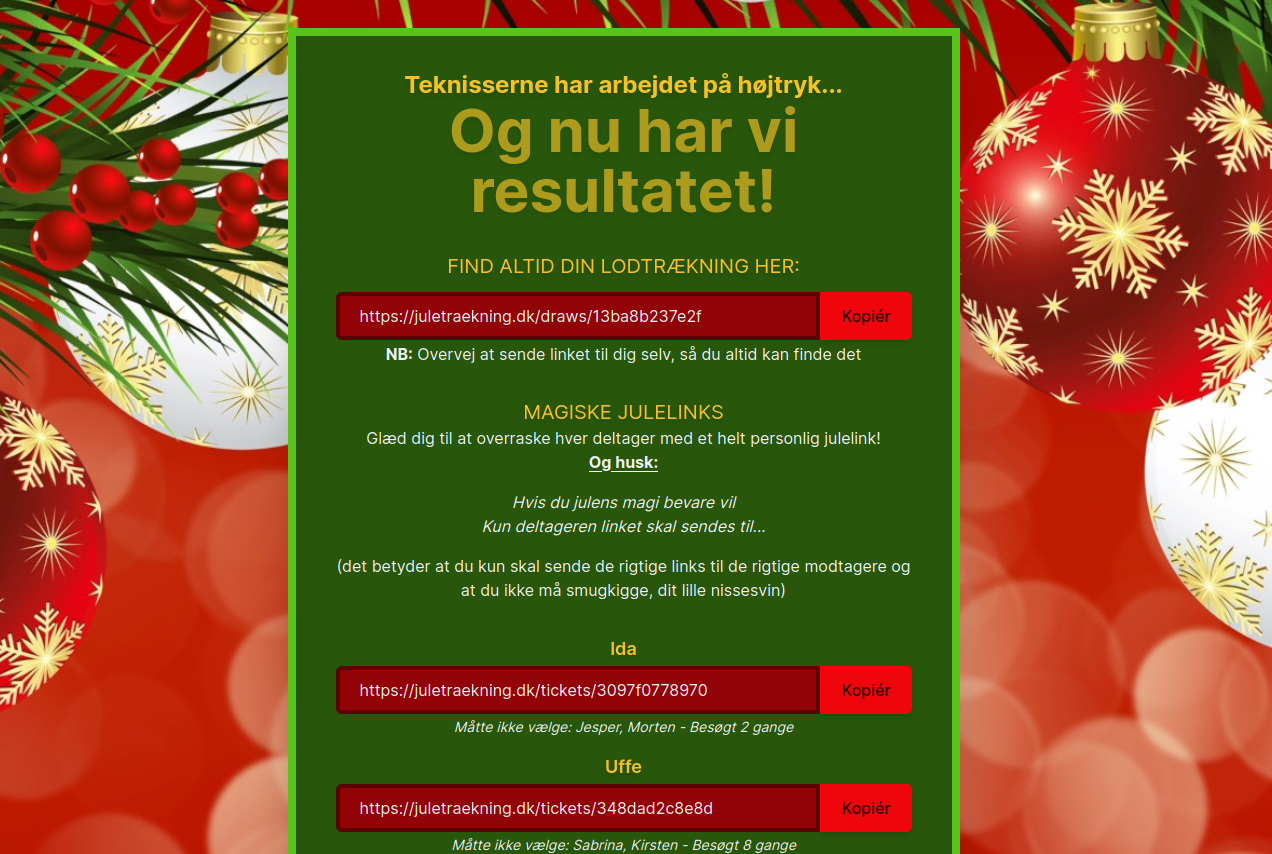 Teknisserne har arbejdet på højtryk...
Og nu har vi
resultatet!
FIND ALTID DIN LODTRÆKNING HER:
https://juletraekning.dk/draws/13ba8b237e2f Kopiér
NB: Overvej at sende linket til dig selv, så du altid kan finde det
MAGISKE JULELINKS
Glæd dig til at overraske hver deltager med et helt personlig julelink!
Og husk:
Hvis du julens magi bevare vil
Kun deltageren linket skal sendes til...
(det betyder at du kun skal sende de rigtige links til de rigtige modtagere og
at du ikke må smugkigge, dit lille nissesvin)
Ida
https://juletraekning.dk/tickets/3097f0778970 Kopiér
Måtte ikke vælge: Jesper, Morten - Besøgt 2 gange
Uffe
https://juletraekning.dk/tickets/348dad2c8e8d Kopiér
Måtte ikke vælge: Sabrina, Kirsten - Besøgt 8 gange